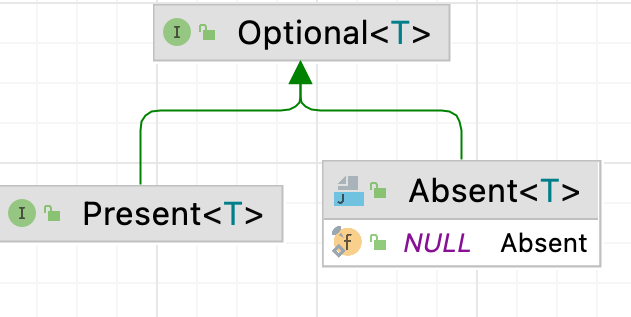 I Optional<T>
I Present<T>
J Absent<T>
f NULL Absent